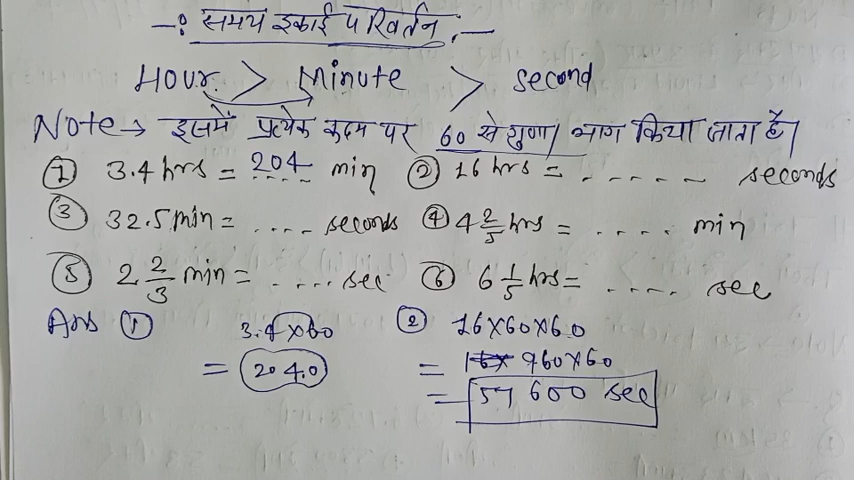 -: समय इकाई परिवर्तन :-
Hour > Minute > second
Note → इसमें प्रत्येक कदम पर 60 से गुणा/भाग किया जाता है।
① 3.4 hrs = 204 min ② 16 hrs = ...... seconds
③ 32.5 min = .... seconds ④ 4 2/5 hrs = ..... min
⑤ 2 2/3 min = ..... sec ⑥ 6 1/5 hrs = ..... sec
Ans ① 3.4 × 60 ② 16×60×60
= 204.0 = 960×60
= 57600 sec